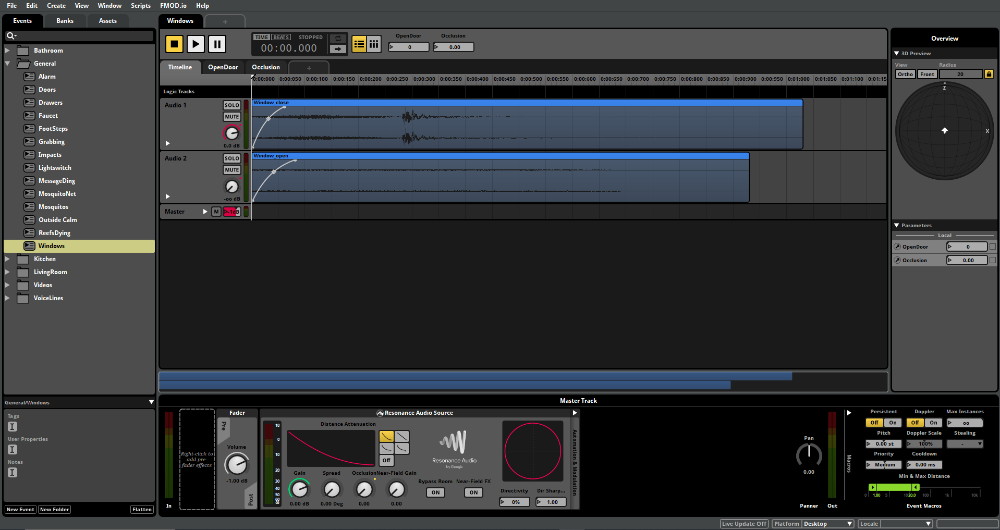 File Edit Create View Window Scripts FMOD.io Help
Events Banks Assets
Windows +
Bathroom
General
Alarm
Doors
Drawers
Faucet
FootSteps
Grabbing
Impacts
Lightswitch
MessageDing
MosquitoNet
Mosquitos
Outside Calm
ReefsDying
Windows
Kitchen
LivingRoom
Videos
VoiceLines
General/Windows
Tags
User Properties
Notes
New Event New Folder Flatten
TIME BEATS STOPPED
00:00.000
OpenDoor Occlusion
0 0.00
Timeline OpenDoor Occlusion +
0:00:000 0:00:050 0:00:100 0:00:150 0:00:200 0:00:250 0:00:300 0:00:350 0:00:400 0:00:450 0:00:500 0:00:550 0:00:600 0:00:650 0:00:700 0:00:750 0:00:800 0:00:850 0:00:900 0:00:950 0:01:000 0:01:050 0:01:100 0:01:15
Logic Tracks
Audio 1 SOLO Window_close
MUTE
0.0 dB
Audio 2 SOLO Window_open
MUTE
-oo dB
Master M -1dB
Overview
3D Preview
View Radius
Ortho Front 20
Z
X
Parameters
Local
OpenDoor 0
Occlusion 0.00
Master Track
In
Right-click to
add pre-
fader effects
Fader
Pre
Volume
-1.00 dB
Post
Resonance Audio Source
10
0
10
20
30
40
50
60
Distance Attenuation
Off
Resonance Audio
by Google
Gain Spread Occlusion Near-Field Gain
0.00 dB 0.00 Deg 0.00 0.00
Bypass Room Near-Field FX
ON ON
Directivity Dir Sharp...
0% 1.00
Automation & Modulation
Pan
0.00
Panner Out
Macros
Persistent Doppler Max Instances
Off On Off On oo
Pitch Doppler Scale Stealing
0.00 st 100% -
Priority Cooldown
Medium 0.00 ms
Min & Max Distance
0 1.00 5 10 20.0 100 1k 10k
Event Macros
Live Update Off Platform Desktop Locale